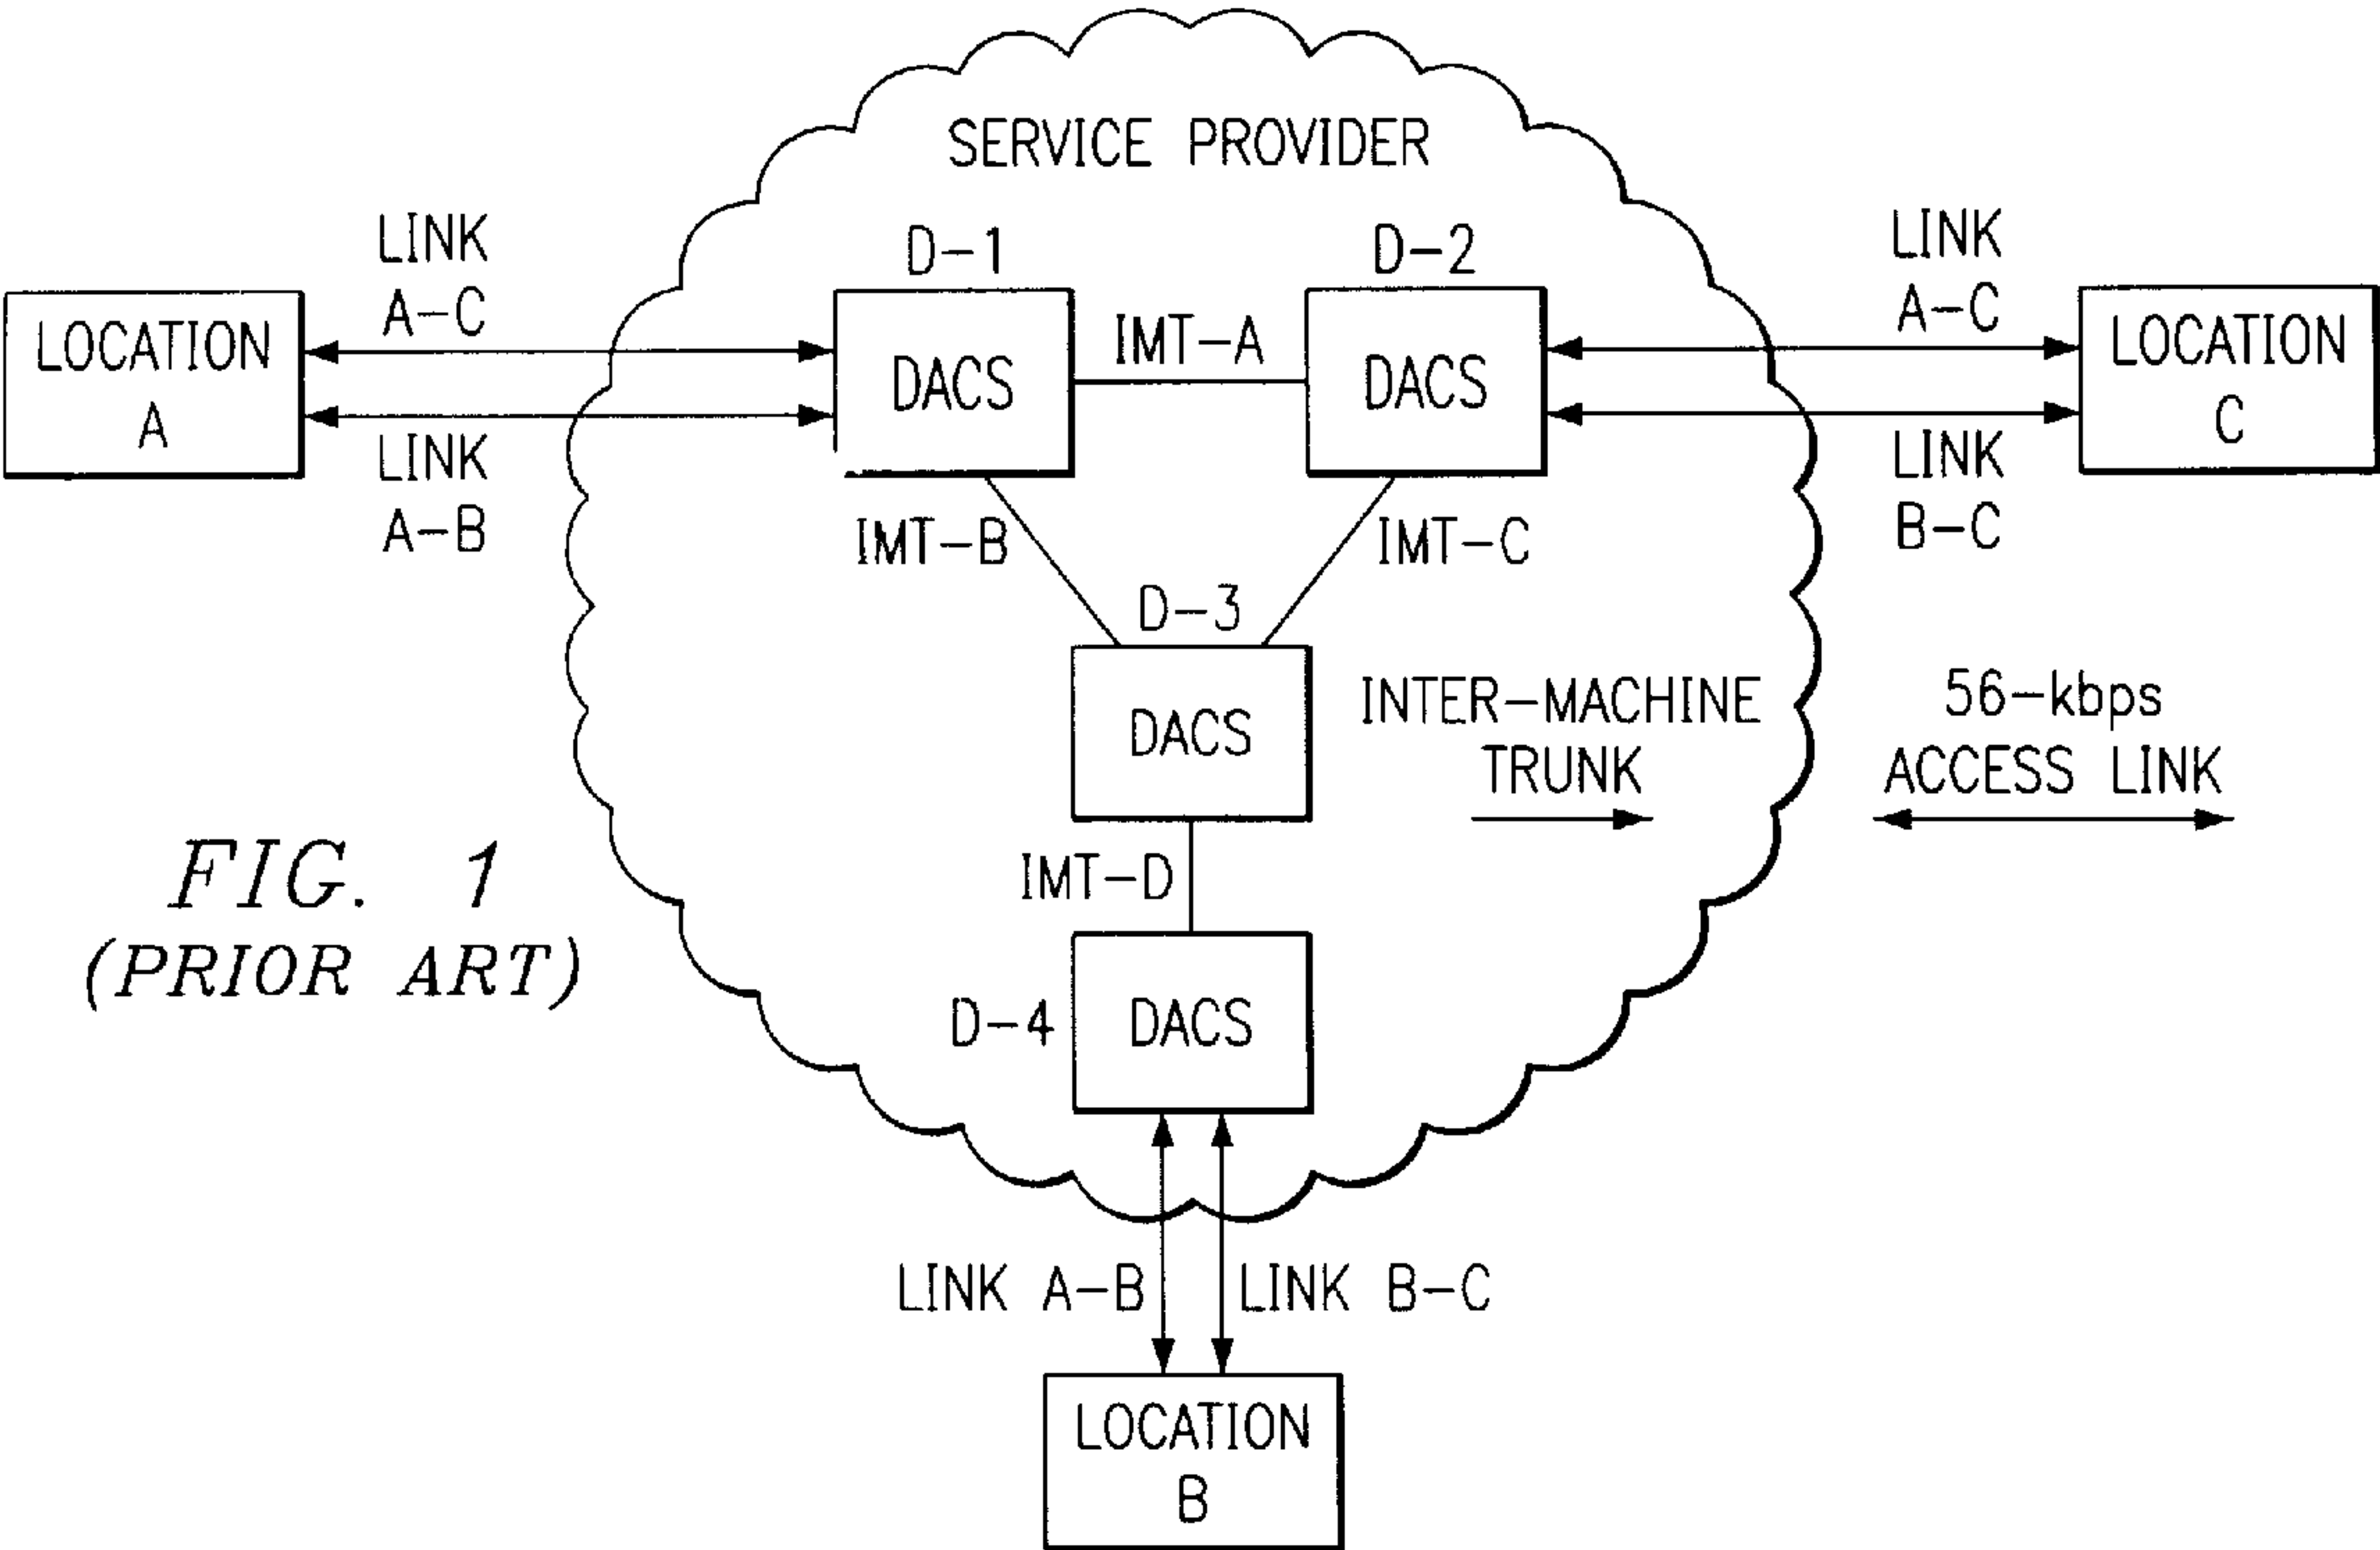 SERVICE PROVIDER
LINK
A-C
D-1
D-2
LINK
A-C
LOCATION
A
DACS
IMT-A
DACS
LOCATION
C
LINK
A-B
IMT-B
IMT-C
LINK
B-C
D-3
DACS
INTER-MACHINE
TRUNK
56-kbps
ACCESS LINK
FIG. 1
(PRIOR ART)
IMT-D
D-4
DACS
LINK A-B
LINK B-C
LOCATION
B